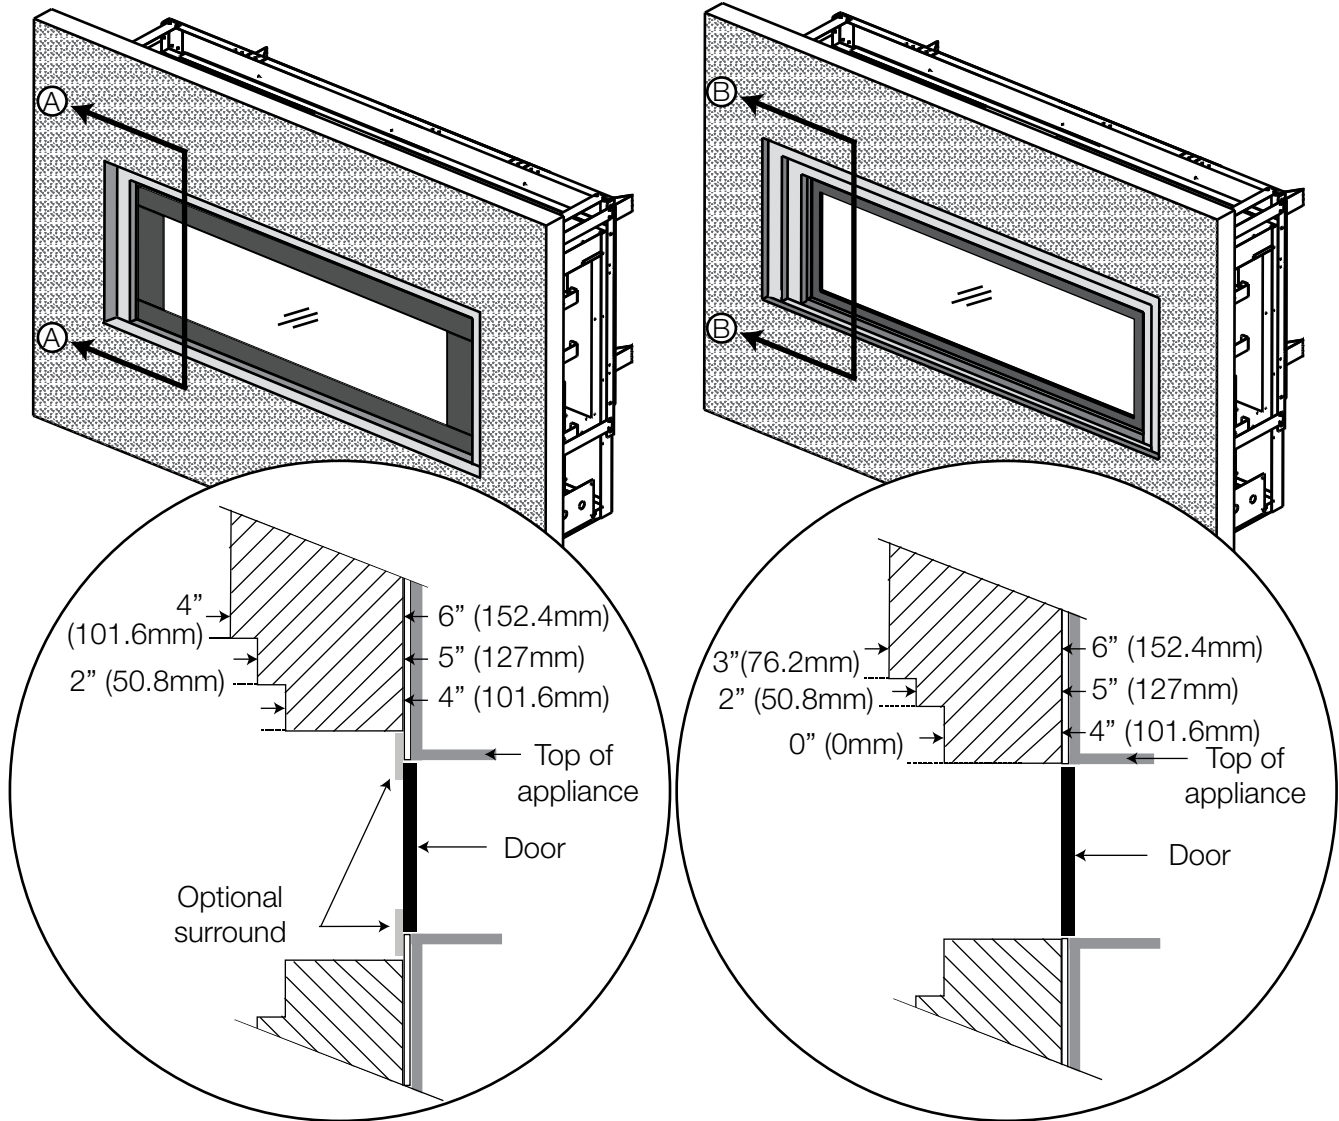 A
A
B
B
4” (101.6mm)
2” (50.8mm)
6” (152.4mm)
5” (127mm)
4” (101.6mm)
Top of
appliance
Door
Optional
surround
3”(76.2mm)
2” (50.8mm)
0” (0mm)
6” (152.4mm)
5” (127mm)
4” (101.6mm)
Top of
appliance
Door